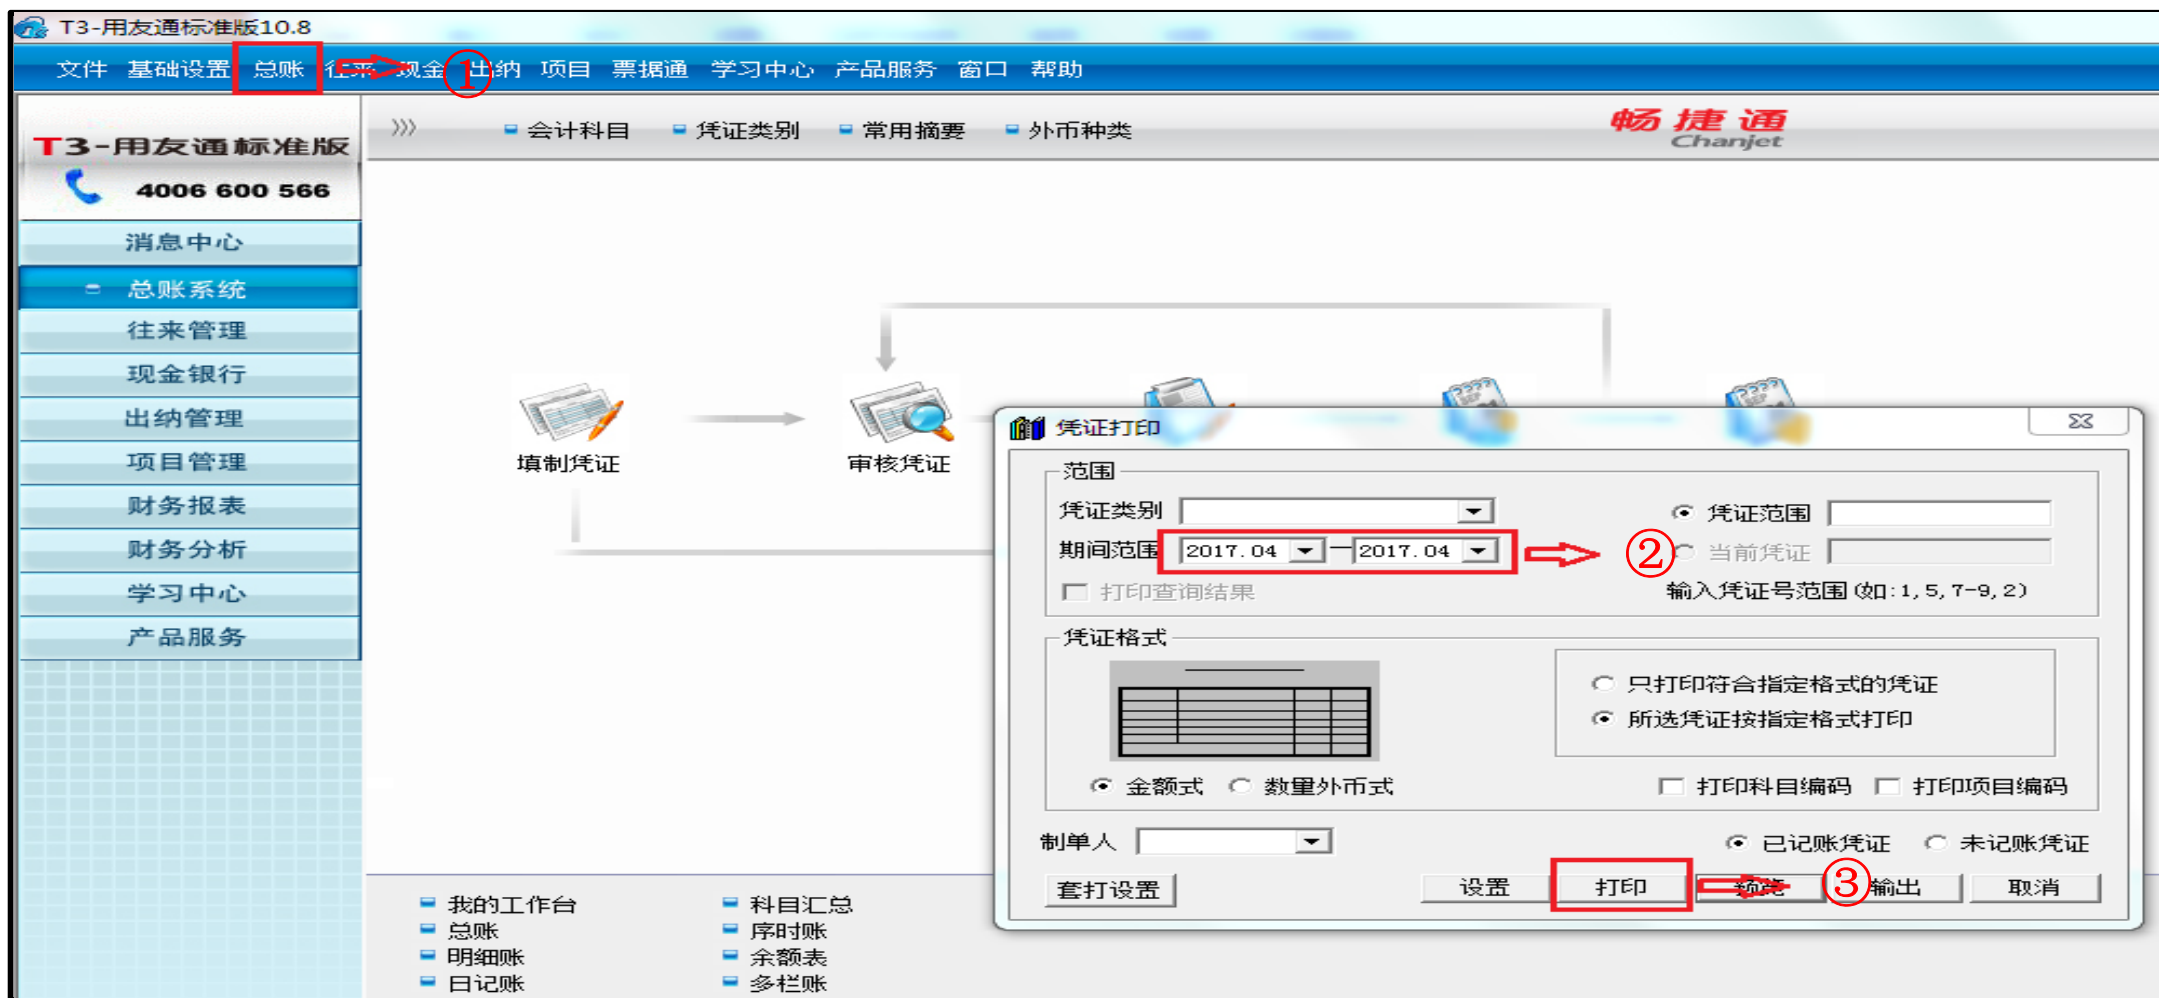 T3-用友通标准版10.8
文件 基础设置 总账 往来 现金 出纳 项目 票据通 学习中心 产品服务 窗口 帮助
①
T3-用友通标准版
4006 600 566
》》 会计科目 凭证类别 常用摘要 外币种类
畅捷通
Chanjet
消息中心
总账系统
往来管理
现金银行
出纳管理
项目管理
财务报表
财务分析
学习中心
产品服务
填制凭证
审核凭证
凭证打印
范围
凭证类别
凭证范围
期间范围 2017.04 — 2017.04
②
当前凭证
打印查询结果
输入凭证号范围(如:1,5,7-9,2)
凭证格式
只打印符合指定格式的凭证
所选凭证按指定格式打印
金额式 数量外币式
打印科目编码 打印项目编码
制单人
已记账凭证 未记账凭证
套打设置 设置 打印 预览 ③ 输出 取消
我的工作台 科目汇总
总账 序时账
明细账 余额表
日记账 多栏账